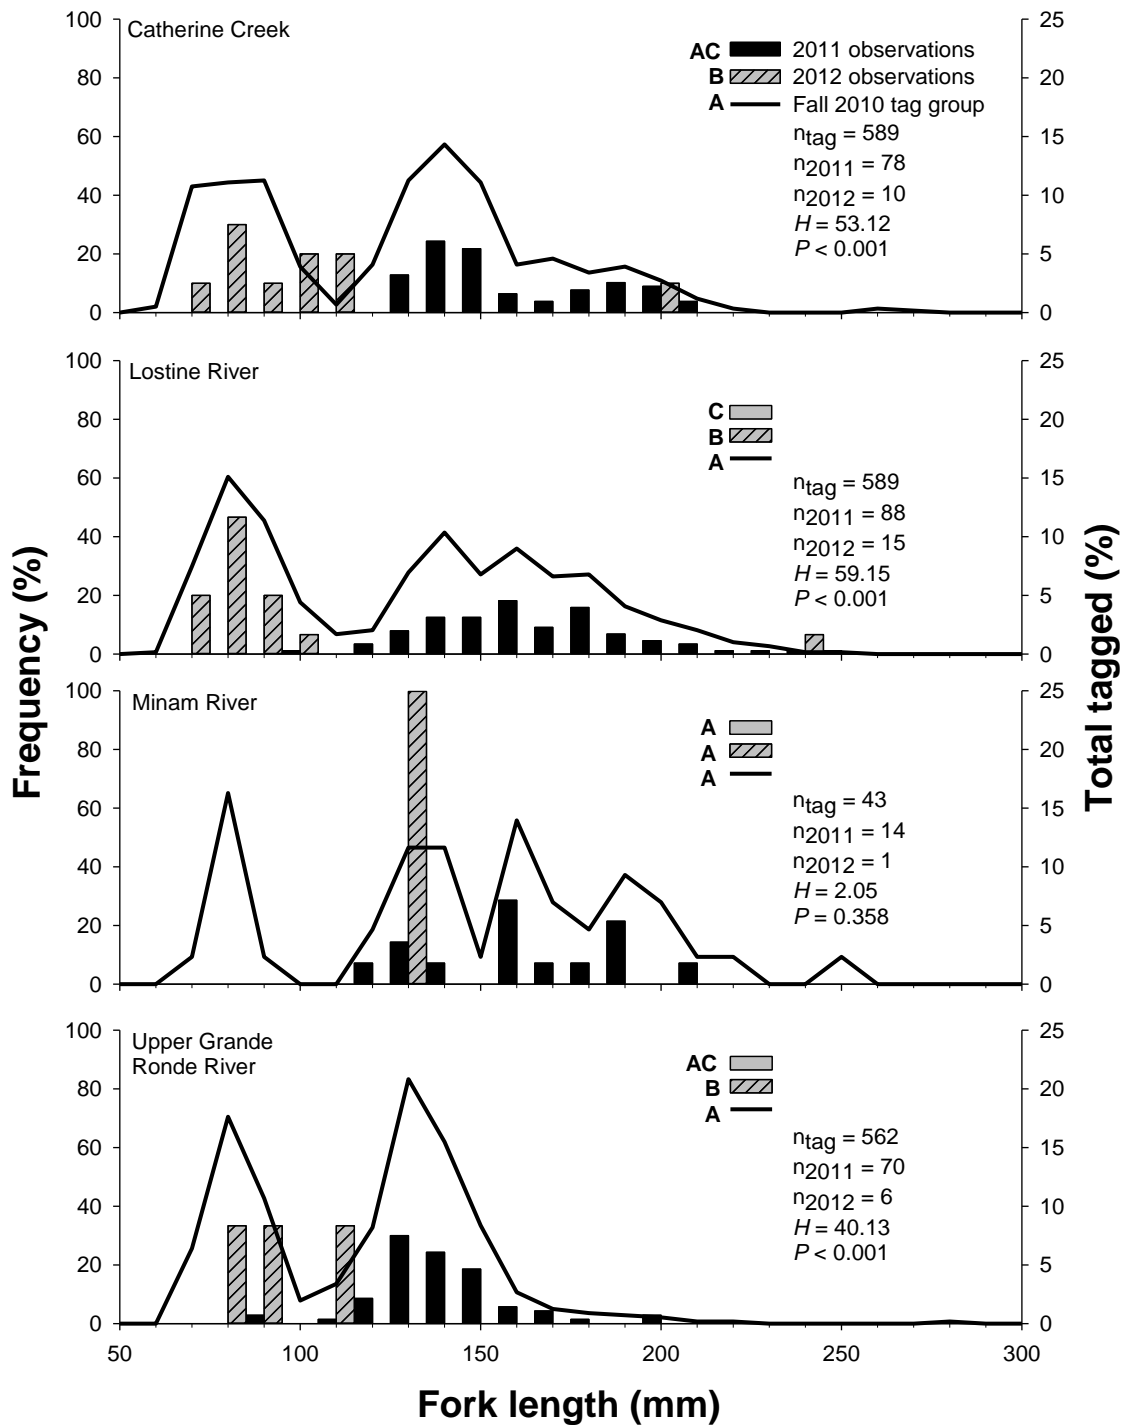 Catherine Creek
AC 2011 observations
B 2012 observations
A Fall 2010 tag group
ntag = 589
n2011 = 78
n2012 = 10
H = 53.12
P < 0.001
100
80
60
40
20
0
25
20
15
10
5
0
Lostine River
C
B
A
ntag = 589
n2011 = 88
n2012 = 15
H = 59.15
P < 0.001
100
80
60
40
20
0
25
20
15
10
5
0
Frequency (%)
Total tagged (%)
Minam River
A
A
A
ntag = 43
n2011 = 14
n2012 = 1
H = 2.05
P = 0.358
100
80
60
40
20
0
25
20
15
10
5
0
Upper Grande
Ronde River
AC
B
A
ntag = 562
n2011 = 70
n2012 = 6
H = 40.13
P < 0.001
100
80
60
40
20
0
25
20
15
10
5
0
50 100 150 200 250 300
Fork length (mm)